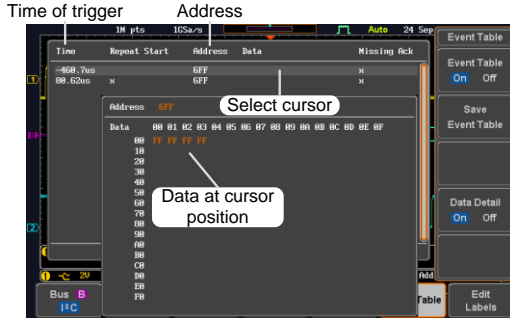 Time of trigger Address
1M pts 1GSa/s Auto 24 Sep
Event Table
Time Repeat Start Address Data Missing Ack
Event Table
On Off
-460.7us 6FF x
80.62us x 6FF x
Save
Event Table
Select cursor
Address 6FF
Data 00 01 02 03 04 05 06 07 08 09 0A 0B 0C 0D 0E 0F
00 FF FF FF FF
10
20
30
40
50
60
70
80
90
A0
B0
C0
D0
E0
F0
Data at cursor
position
Data Detail
On Off
1
B
2
1 2V Add
Bus B
I²C
Table
Edit
Labels